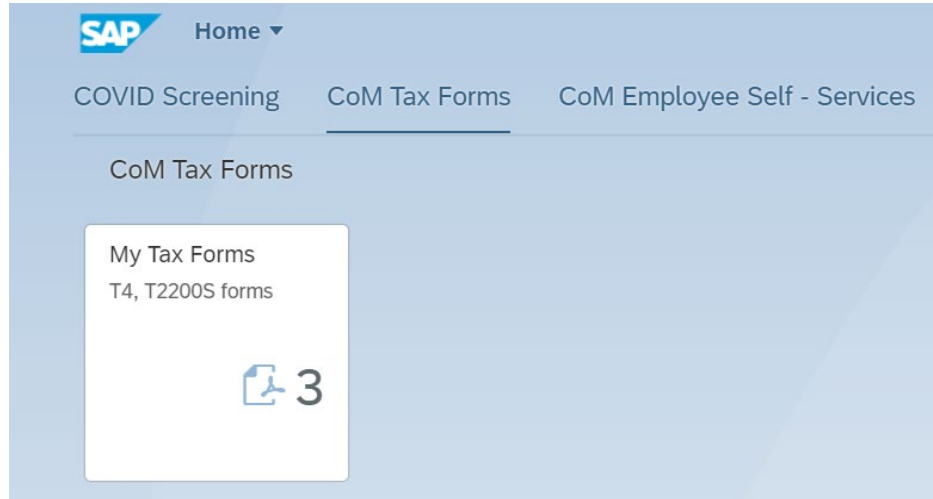 SAP Home
COVID Screening CoM Tax Forms CoM Employee Self - Services
CoM Tax Forms
My Tax Forms
T4, T2200S forms
3